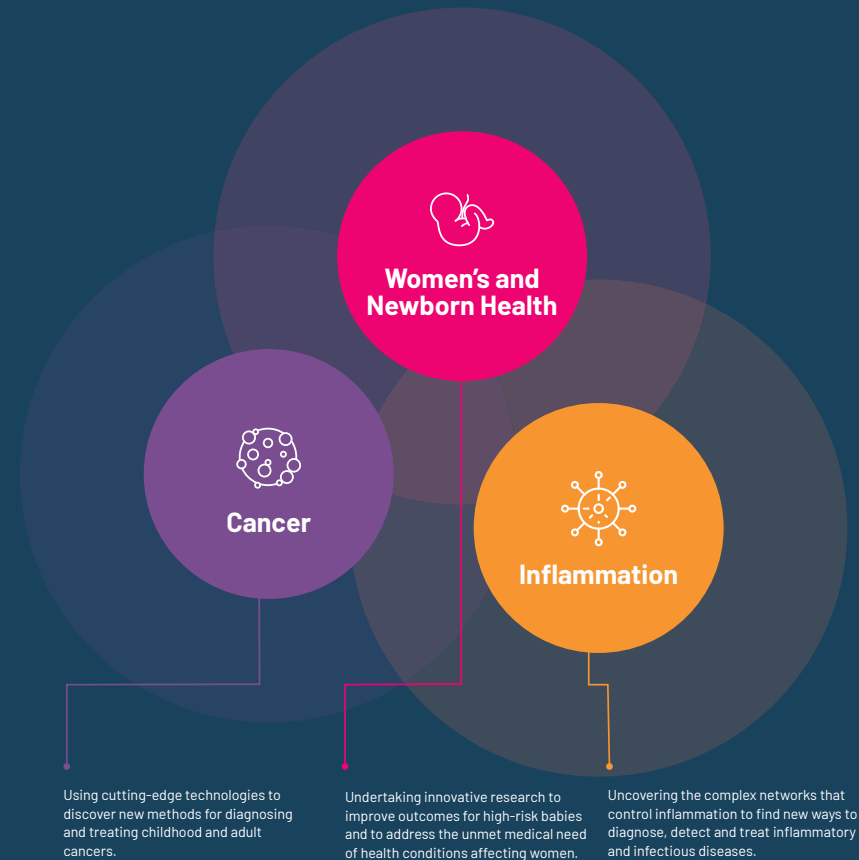 Women's and
Newborn Health
Cancer
Inflammation
Using cutting-edge technologies to
discover new methods for diagnosing
and treating childhood and adult
cancers.
Undertaking innovative research to
improve outcomes for high-risk babies
and to address the unmet medical need
of health conditions affecting women.
Uncovering the complex networks that
control inflammation to find new ways to
diagnose, detect and treat inflammatory
and infectious diseases.